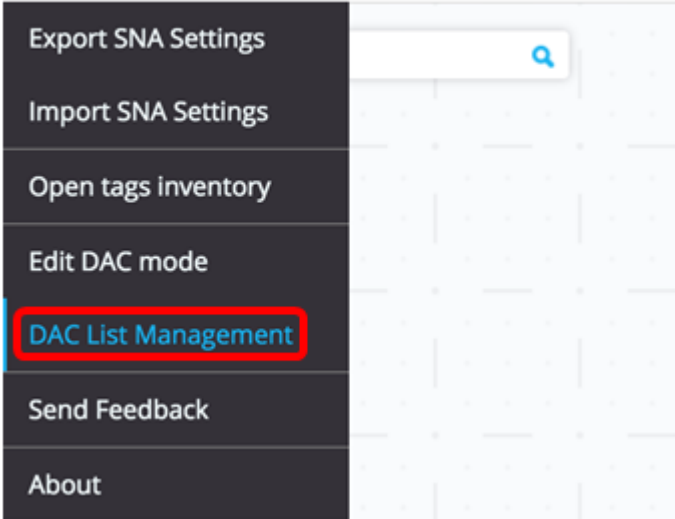 Export SNA Settings
Import SNA Settings
Open tags inventory
Edit DAC mode
DAC List Management
Send Feedback
About